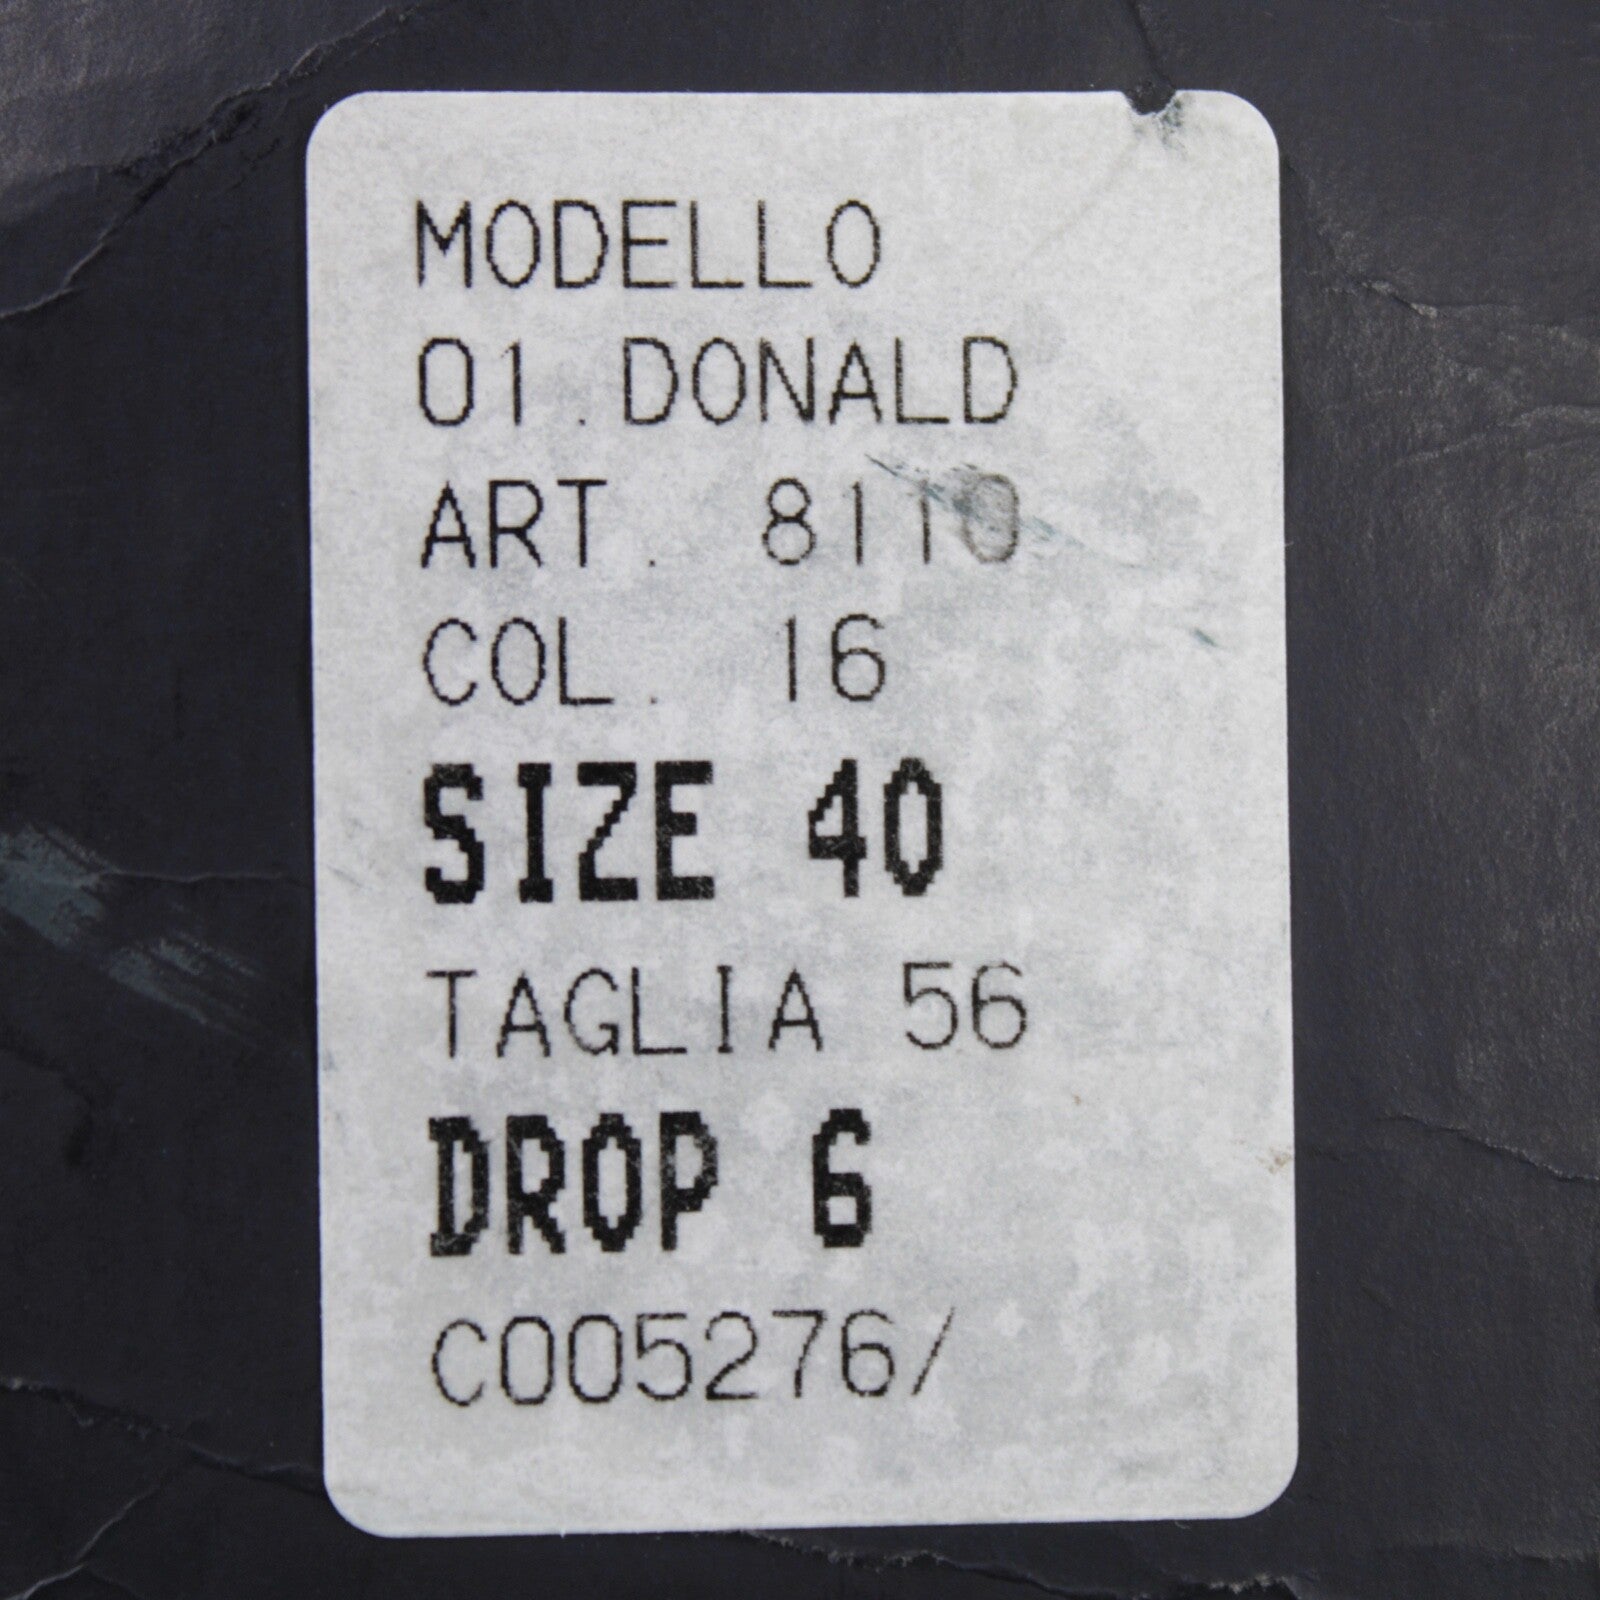 MODELLO
01.DONALD
ART. 8110
COL. 16
SIZE 40
TAGLIA 56
DROP 6
C005276/